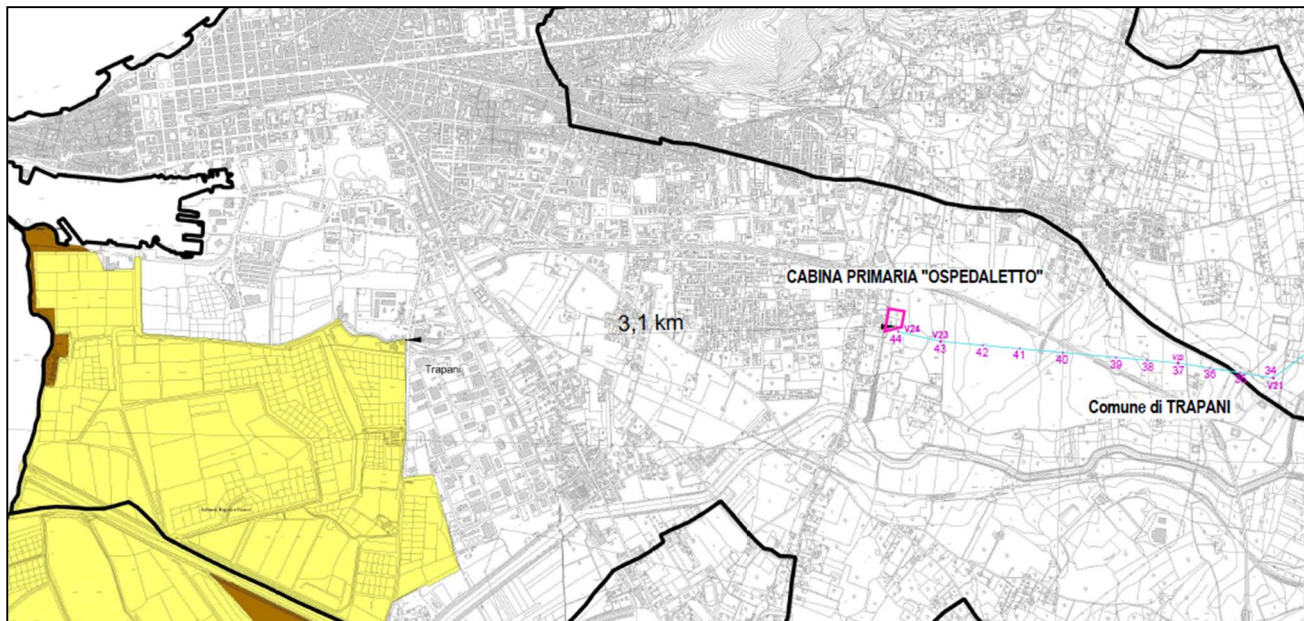 CABINA PRIMARIA "OSPEDALETTO"
3,1 km
V24
V23
44
43
42
41
40
39
38
37
34
V21
Trapani
Comune di TRAPANI